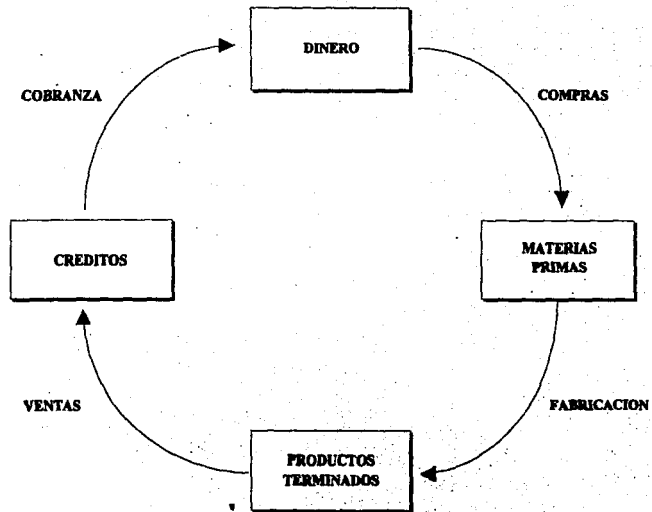 DINERO
COBRANZA
COMPRAS
CREDITOS
MATERIAS
PRIMAS
VENTAS
FABRICACION
PRODUCTOS
TERMINADOS